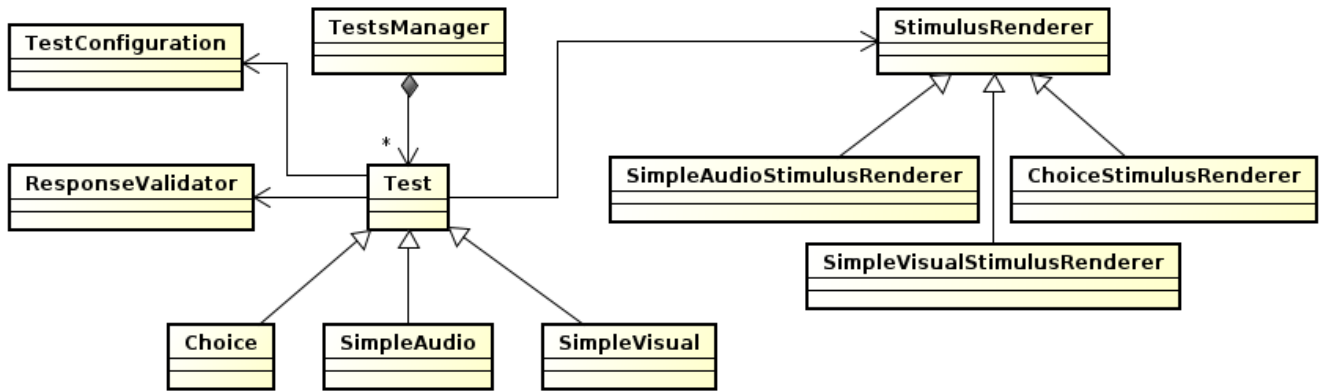 TestConfiguration
TestsManager
StimulusRenderer
*
ResponseValidator
Test
SimpleAudioStimulusRenderer
ChoiceStimulusRenderer
SimpleVisualStimulusRenderer
Choice
SimpleAudio
SimpleVisual